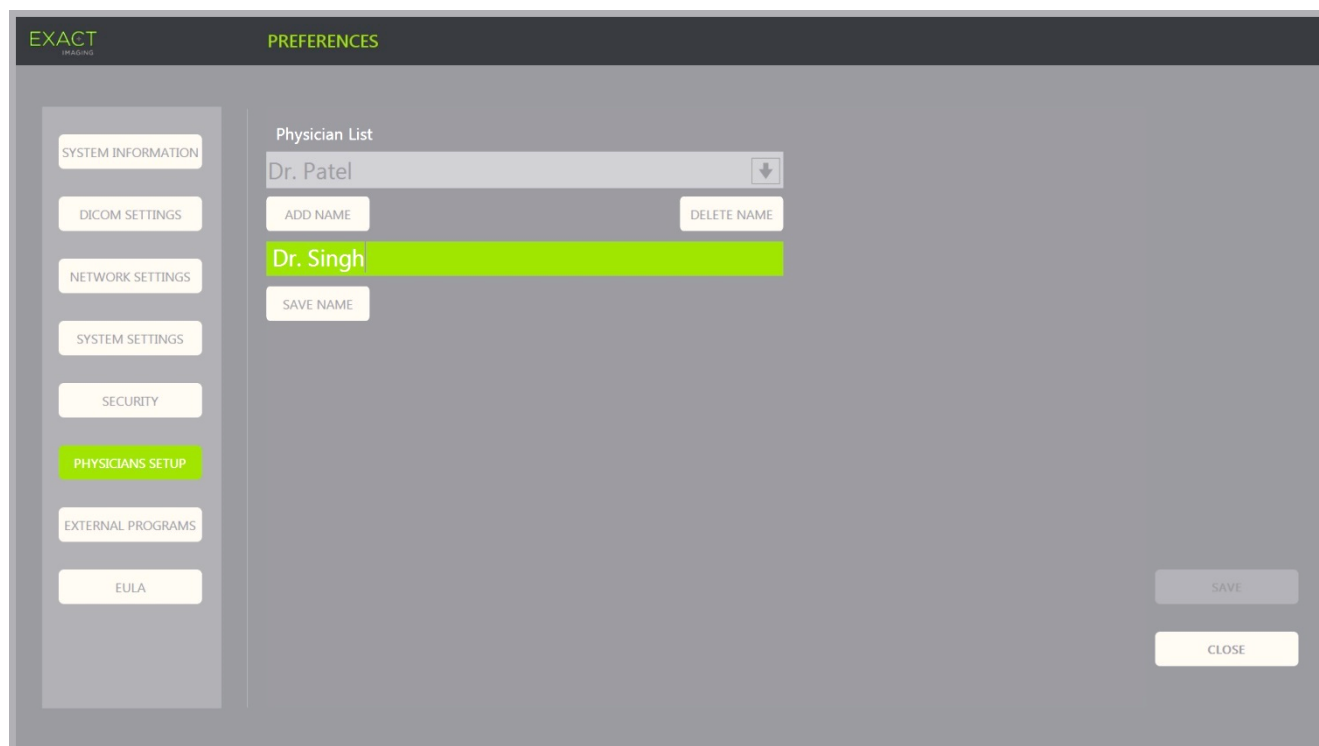 EXACT
IMAGING
PREFERENCES
SYSTEM INFORMATION
DICOM SETTINGS
NETWORK SETTINGS
SYSTEM SETTINGS
SECURITY
PHYSICIANS SETUP
EXTERNAL PROGRAMS
EULA
Physician List
Dr. Patel
ADD NAME
DELETE NAME
Dr. Singh
SAVE NAME
SAVE
CLOSE